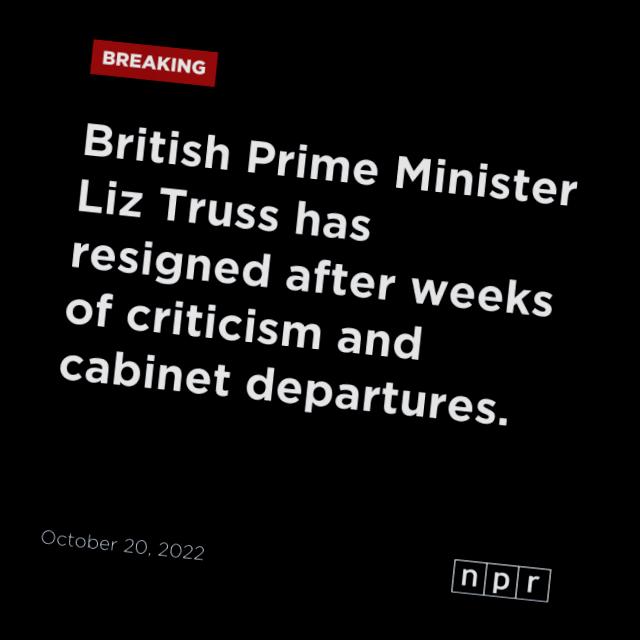 BREAKING
British Prime Minister
Liz Truss has
resigned after weeks
of criticism and
cabinet departures.
October 20, 2022
npr